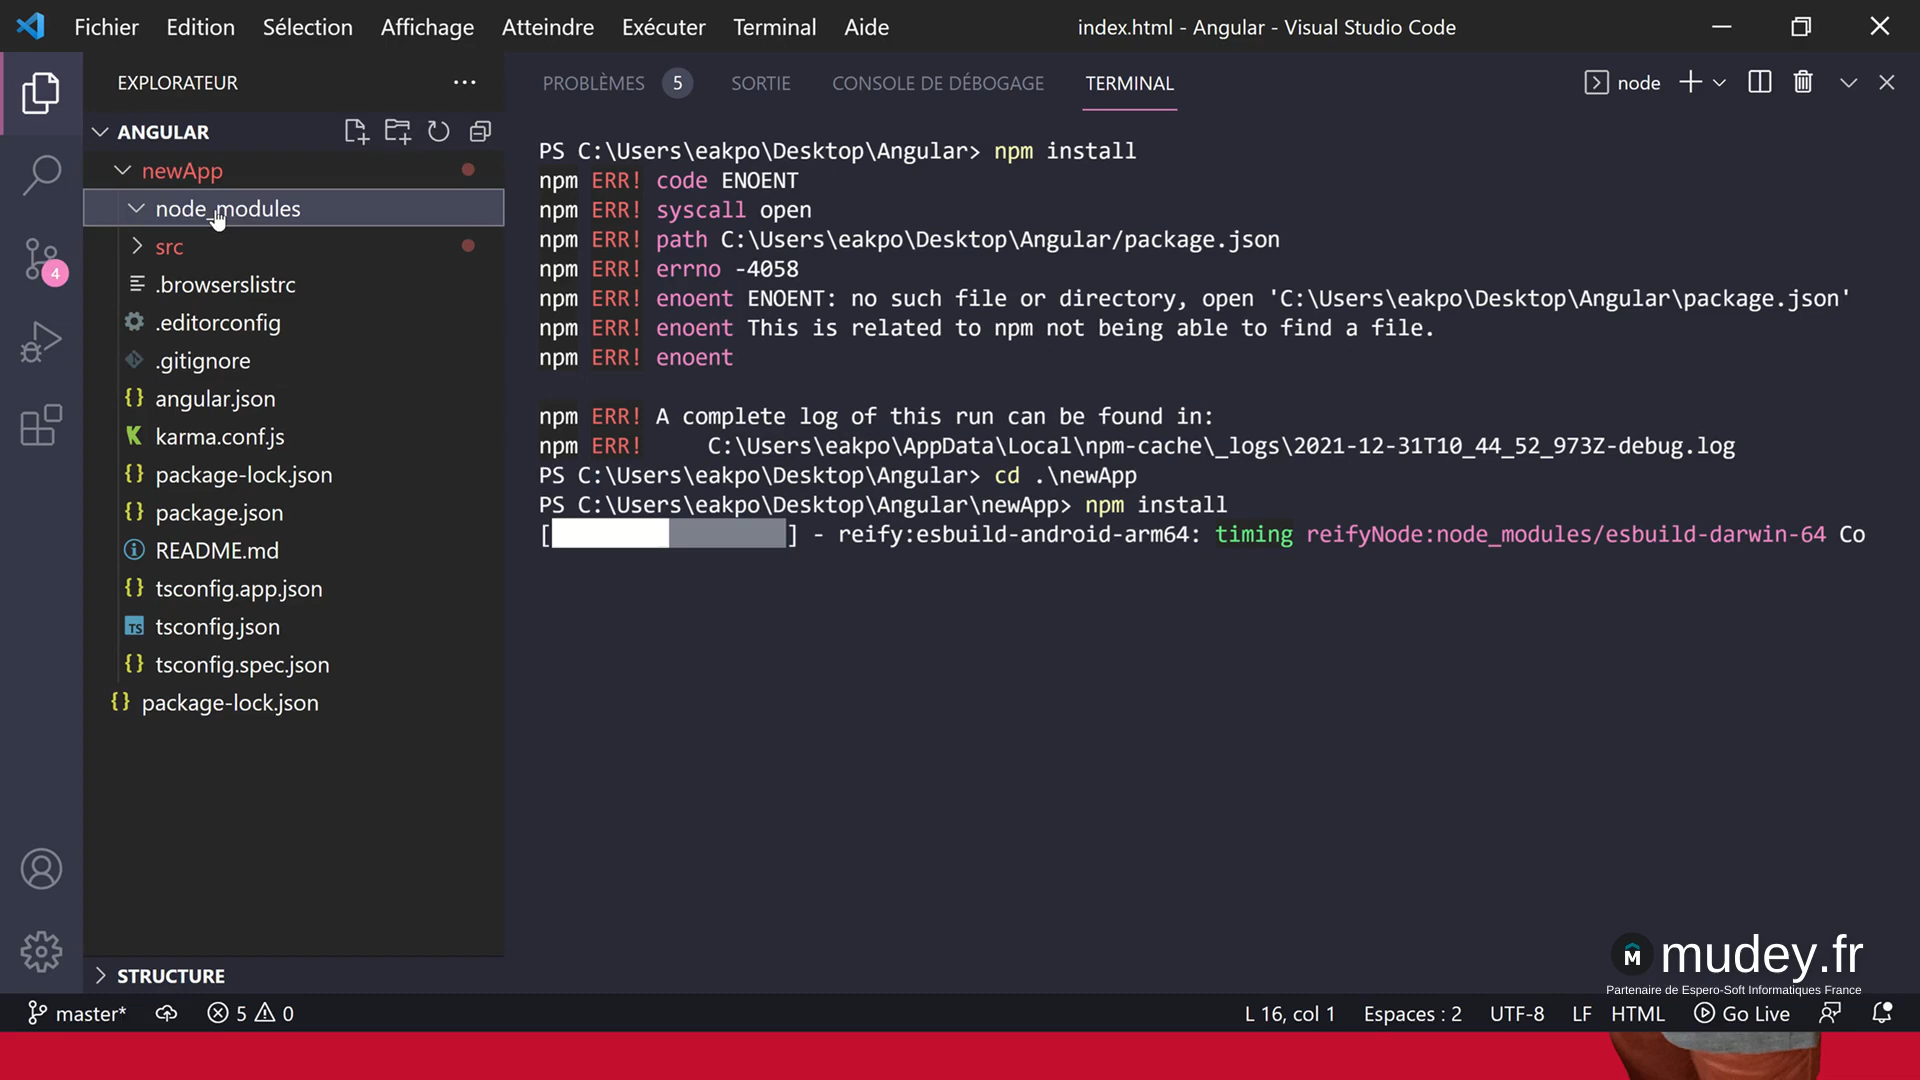 Fichier Edition Sélection Affichage Atteindre Exécuter Terminal Aide index.html - Angular - Visual Studio Code
EXPLORATEUR
ANGULAR
newApp
node_modules
src
.browserslistrc
.editorconfig
.gitignore
angular.json
karma.conf.js
package-lock.json
package.json
README.md
tsconfig.app.json
TS tsconfig.json
tsconfig.spec.json
package-lock.json
STRUCTURE
4
PROBLÈMES 5 SORTIE CONSOLE DE DÉBOGAGE TERMINAL node
PS C:\Users\eakpo\Desktop\Angular> npm install
npm ERR! code ENOENT
npm ERR! syscall open
npm ERR! path C:\Users\eakpo\Desktop\Angular/package.json
npm ERR! errno -4058
npm ERR! enoent ENOENT: no such file or directory, open 'C:\Users\eakpo\Desktop\Angular\package.json'
npm ERR! enoent This is related to npm not being able to find a file.
npm ERR! enoent
npm ERR! A complete log of this run can be found in:
npm ERR!     C:\Users\eakpo\AppData\Local\npm-cache\_logs\2021-12-31T10_44_52_973Z-debug.log
PS C:\Users\eakpo\Desktop\Angular> cd .\newApp
PS C:\Users\eakpo\Desktop\Angular\newApp> npm install
[ ] - reify:esbuild-android-arm64: timing reifyNode:node_modules/esbuild-darwin-64 Co
M mudey.fr
Partenaire de Espero-Soft Informatiques France
master* 5 0 L 16, col 1 Espaces : 2 UTF-8 LF HTML Go Live